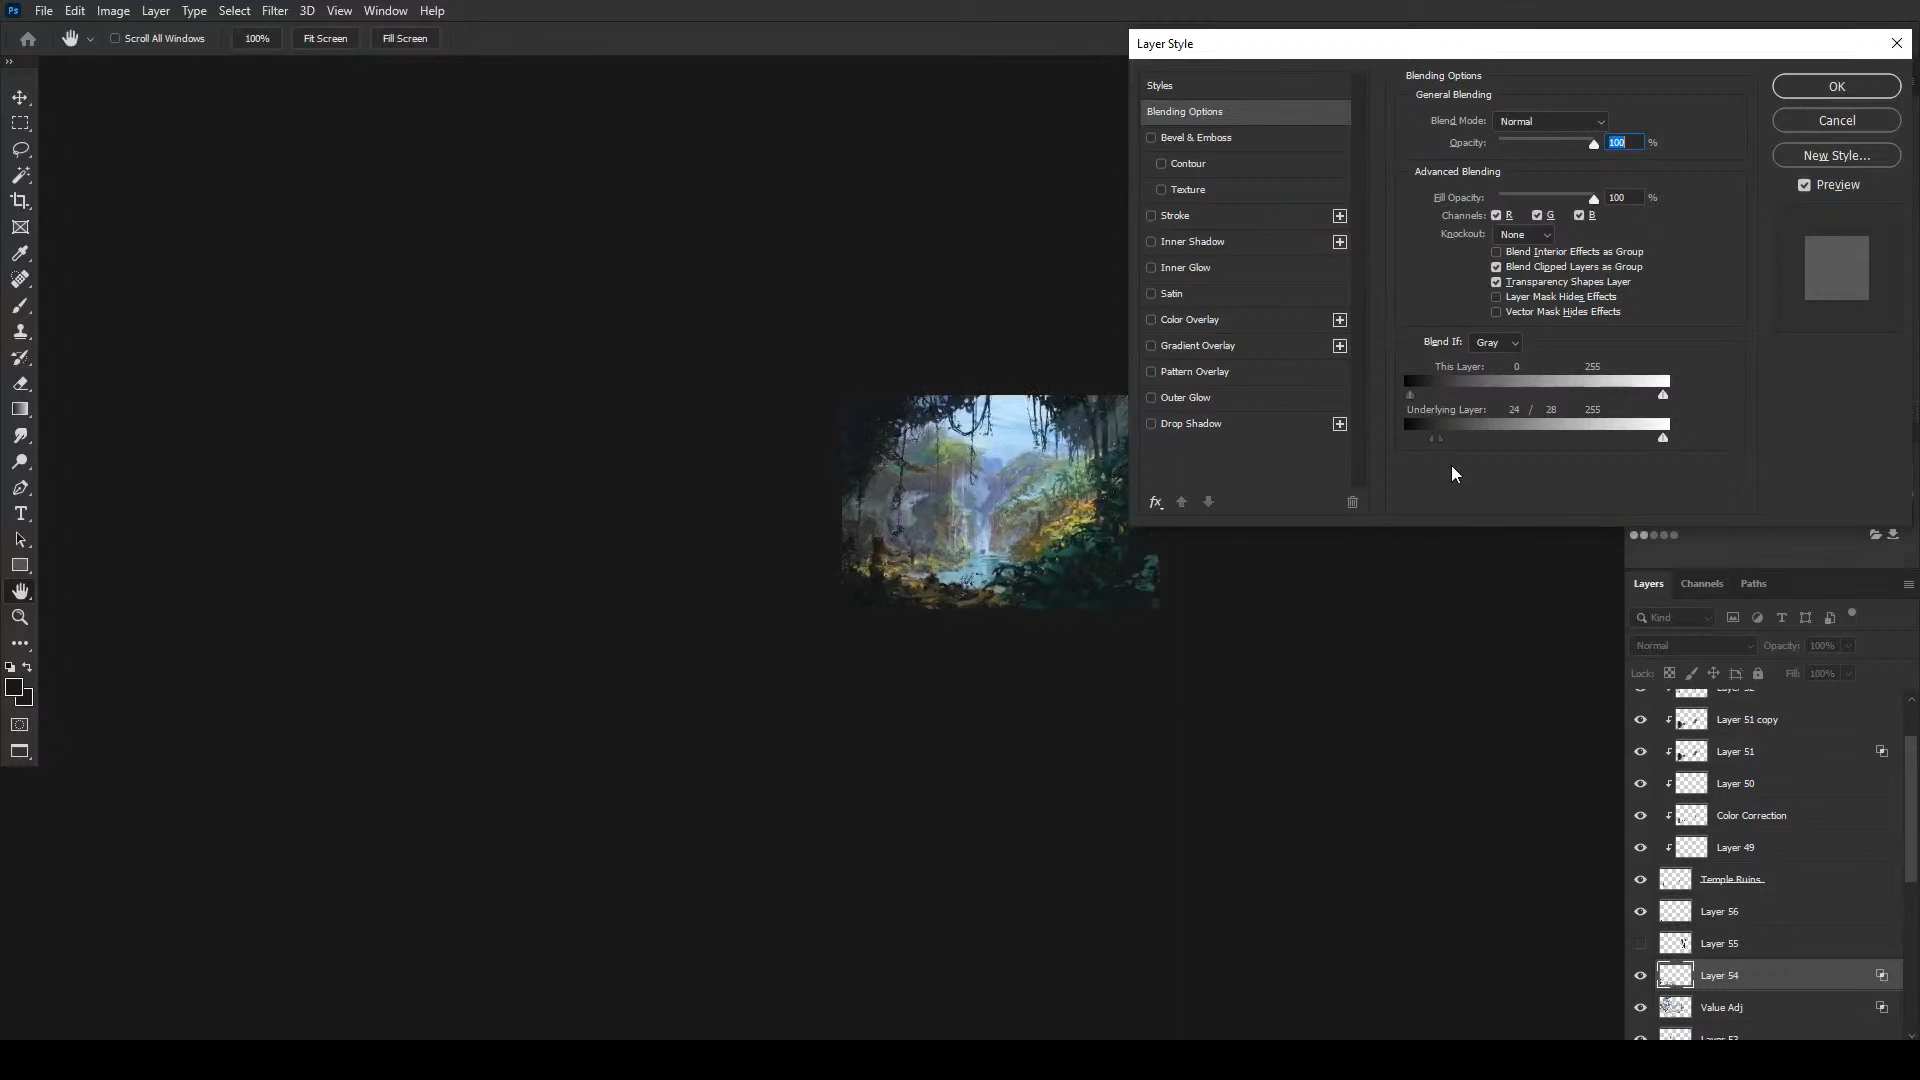 Ps File Edit Image Layer Type Select Filter 3D View Window Help
Scroll All Windows 100% Fit Screen Fill Screen
Layer Style
Styles
Blending Options
Bevel & Emboss
Contour
Texture
Stroke
Inner Shadow
Inner Glow
Satin
Color Overlay
Gradient Overlay
Pattern Overlay
Outer Glow
Drop Shadow
fx
Blending Options
General Blending
Blend Mode: Normal
Opacity: 100 %
Advanced Blending
Fill Opacity: 100 %
Channels: R G B
Knockout: None
Blend Interior Effects as Group
Blend Clipped Layers as Group
Transparency Shapes Layer
Layer Mask Hides Effects
Vector Mask Hides Effects
Blend If: Gray
This Layer: 0 255
Underlying Layer: 24 / 28 255
OK
Cancel
New Style...
Preview
Layers Channels Paths
Kind
Normal Opacity: 100%
Lock: Fill: 100%
Layer 51 copy
Layer 51
Layer 50
Color Correction
Layer 49
Temple Ruins
Layer 56
Layer 55
Layer 54
Value Adj